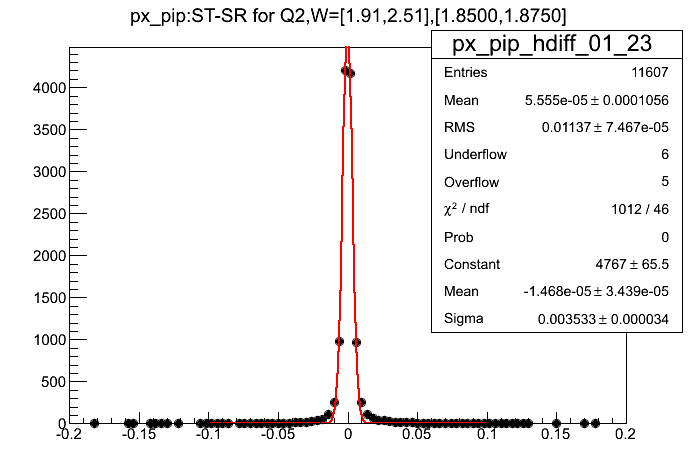 px_pip:ST-SR for Q2,W=[1.91,2.51],[1.8500,1.8750]
px_pip_hdiff_01_23
Entries 11607
Mean 5.555e-05 ± 0.0001056
RMS 0.01137 ± 7.467e-05
Underflow 6
Overflow 5
χ² / ndf 1012 / 46
Prob 0
Constant 4767 ± 65.5
Mean -1.468e-05 ± 3.439e-05
Sigma 0.003533 ± 0.000034
4000
3500
3000
2500
2000
1500
1000
500
0
-0.2 -0.15 -0.1 -0.05 0 0.05 0.1 0.15 0.2